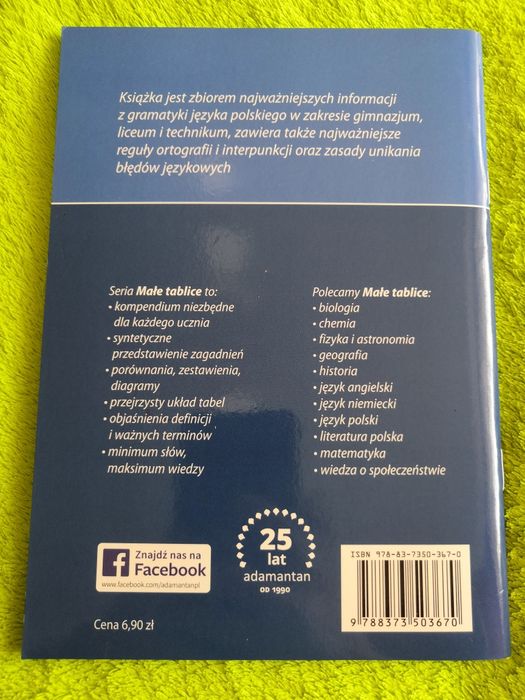 Książka jest zbiorem najważniejszych informacji
z gramatyki języka polskiego w zakresie gimnazjum,
liceum i technikum, zawiera także najważniejsze
reguły ortografii i interpunkcji oraz zasady unikania
błędów językowych
Seria Małe tablice to:
• kompendium niezbędne
dla każdego ucznia
• syntetyczne
przedstawienie zagadnień
• porównania, zestawienia,
diagramy
• przejrzysty układ tabel
• objaśnienia definicji
i ważnych terminów
• minimum słów,
maksimum wiedzy
Polecamy Małe tablice:
• biologia
• chemia
• fizyka i astronomia
• geografia
• historia
• język angielski
• język niemiecki
• język polski
• literatura polska
• matematyka
• wiedza o społeczeństwie
f Znajdź nas na
Facebook
www.facebook.com/adamantanpl
25
lat
adamantan
OD 1990
ISBN 978-83-7350-367-0
9 788373 503670
Cena 6,90 zł